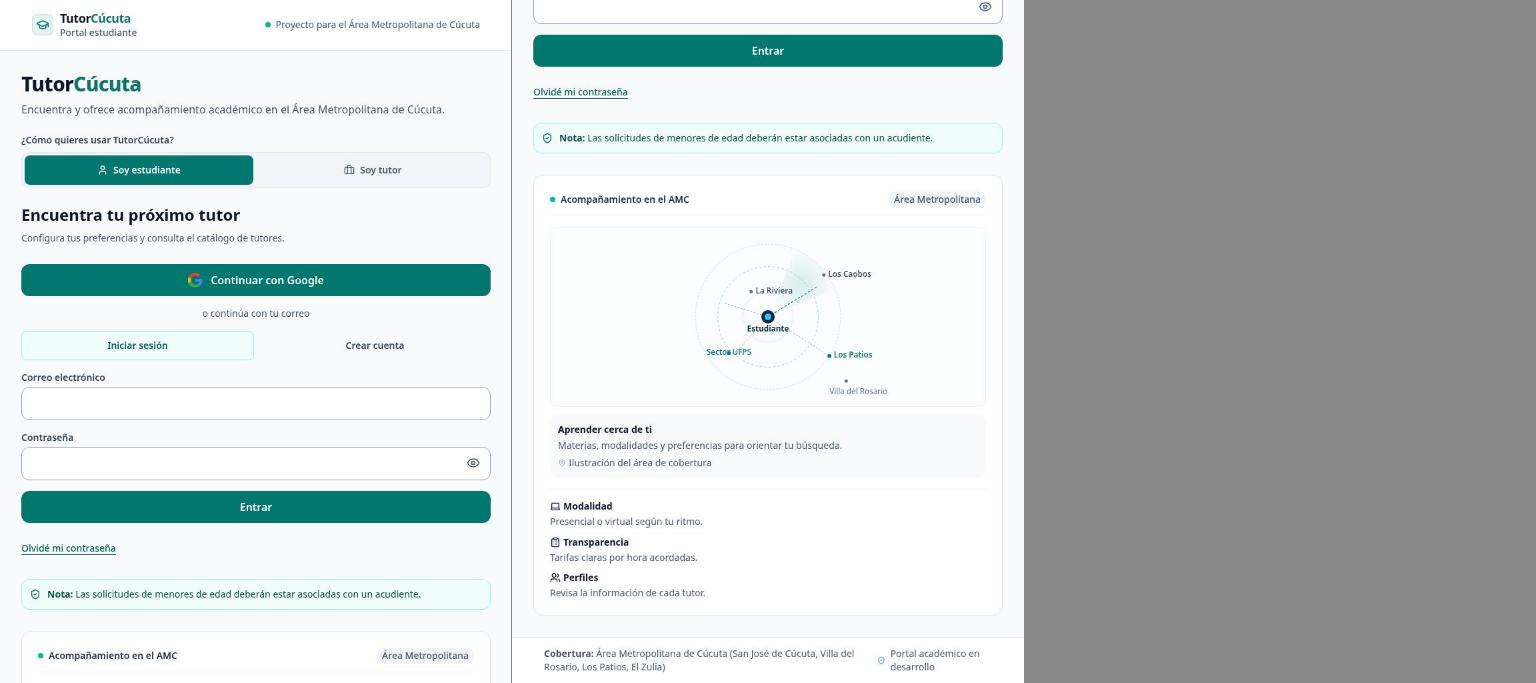 TutorCúcuta
Portal estudiante
Proyecto para el Área Metropolitana de Cúcuta
TutorCúcuta
Encuentra y ofrece acompañamiento académico en el Área Metropolitana de Cúcuta.
¿Cómo quieres usar TutorCúcuta?
Soy estudiante
Soy tutor
Encuentra tu próximo tutor
Configura tus preferencias y consulta el catálogo de tutores.
Continuar con Google
o continúa con tu correo
Iniciar sesión
Crear cuenta
Correo electrónico
Contraseña
Entrar
Olvidé mi contraseña
Nota: Las solicitudes de menores de edad deberán estar asociadas con un acudiente.
Acompañamiento en el AMC
Área Metropolitana
Entrar
Olvidé mi contraseña
Nota: Las solicitudes de menores de edad deberán estar asociadas con un acudiente.
Acompañamiento en el AMC
Área Metropolitana
Los Caobos
La Riviera
Estudiante
Sector UFPS
Los Patios
Villa del Rosario
Aprender cerca de ti
Materias, modalidades y preferencias para orientar tu búsqueda.
Ilustración del área de cobertura
Modalidad
Presencial o virtual según tu ritmo.
Transparencia
Tarifas claras por hora acordadas.
Perfiles
Revisa la información de cada tutor.
Cobertura: Área Metropolitana de Cúcuta (San José de Cúcuta, Villa del
Rosario, Los Patios, El Zulia)
Portal académico en
desarrollo